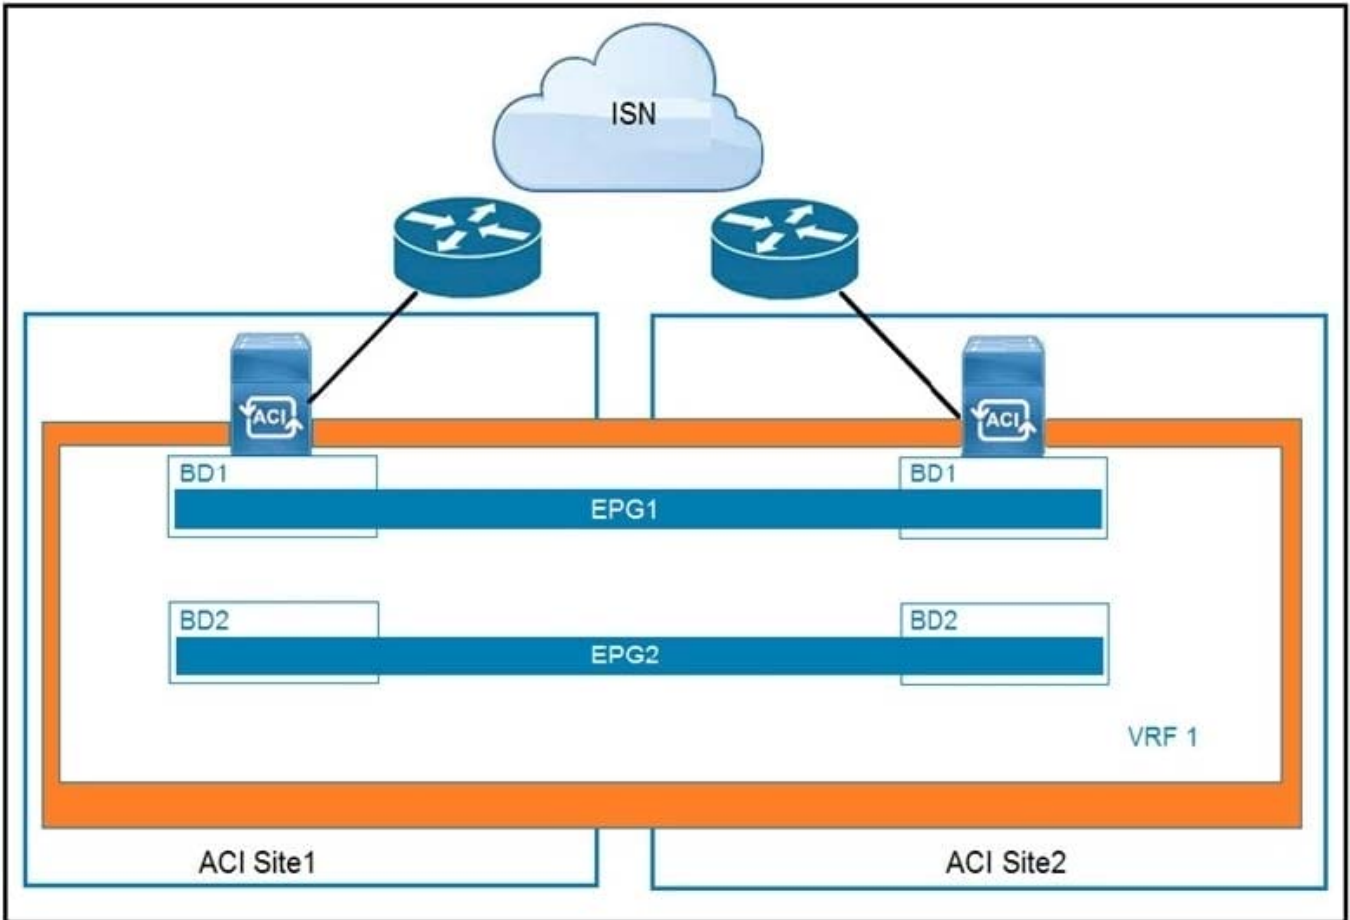 ISN
ACI
ACI
BD1
BD1
EPG1
BD2
BD2
EPG2
VRF 1
ACI Site1
ACI Site2